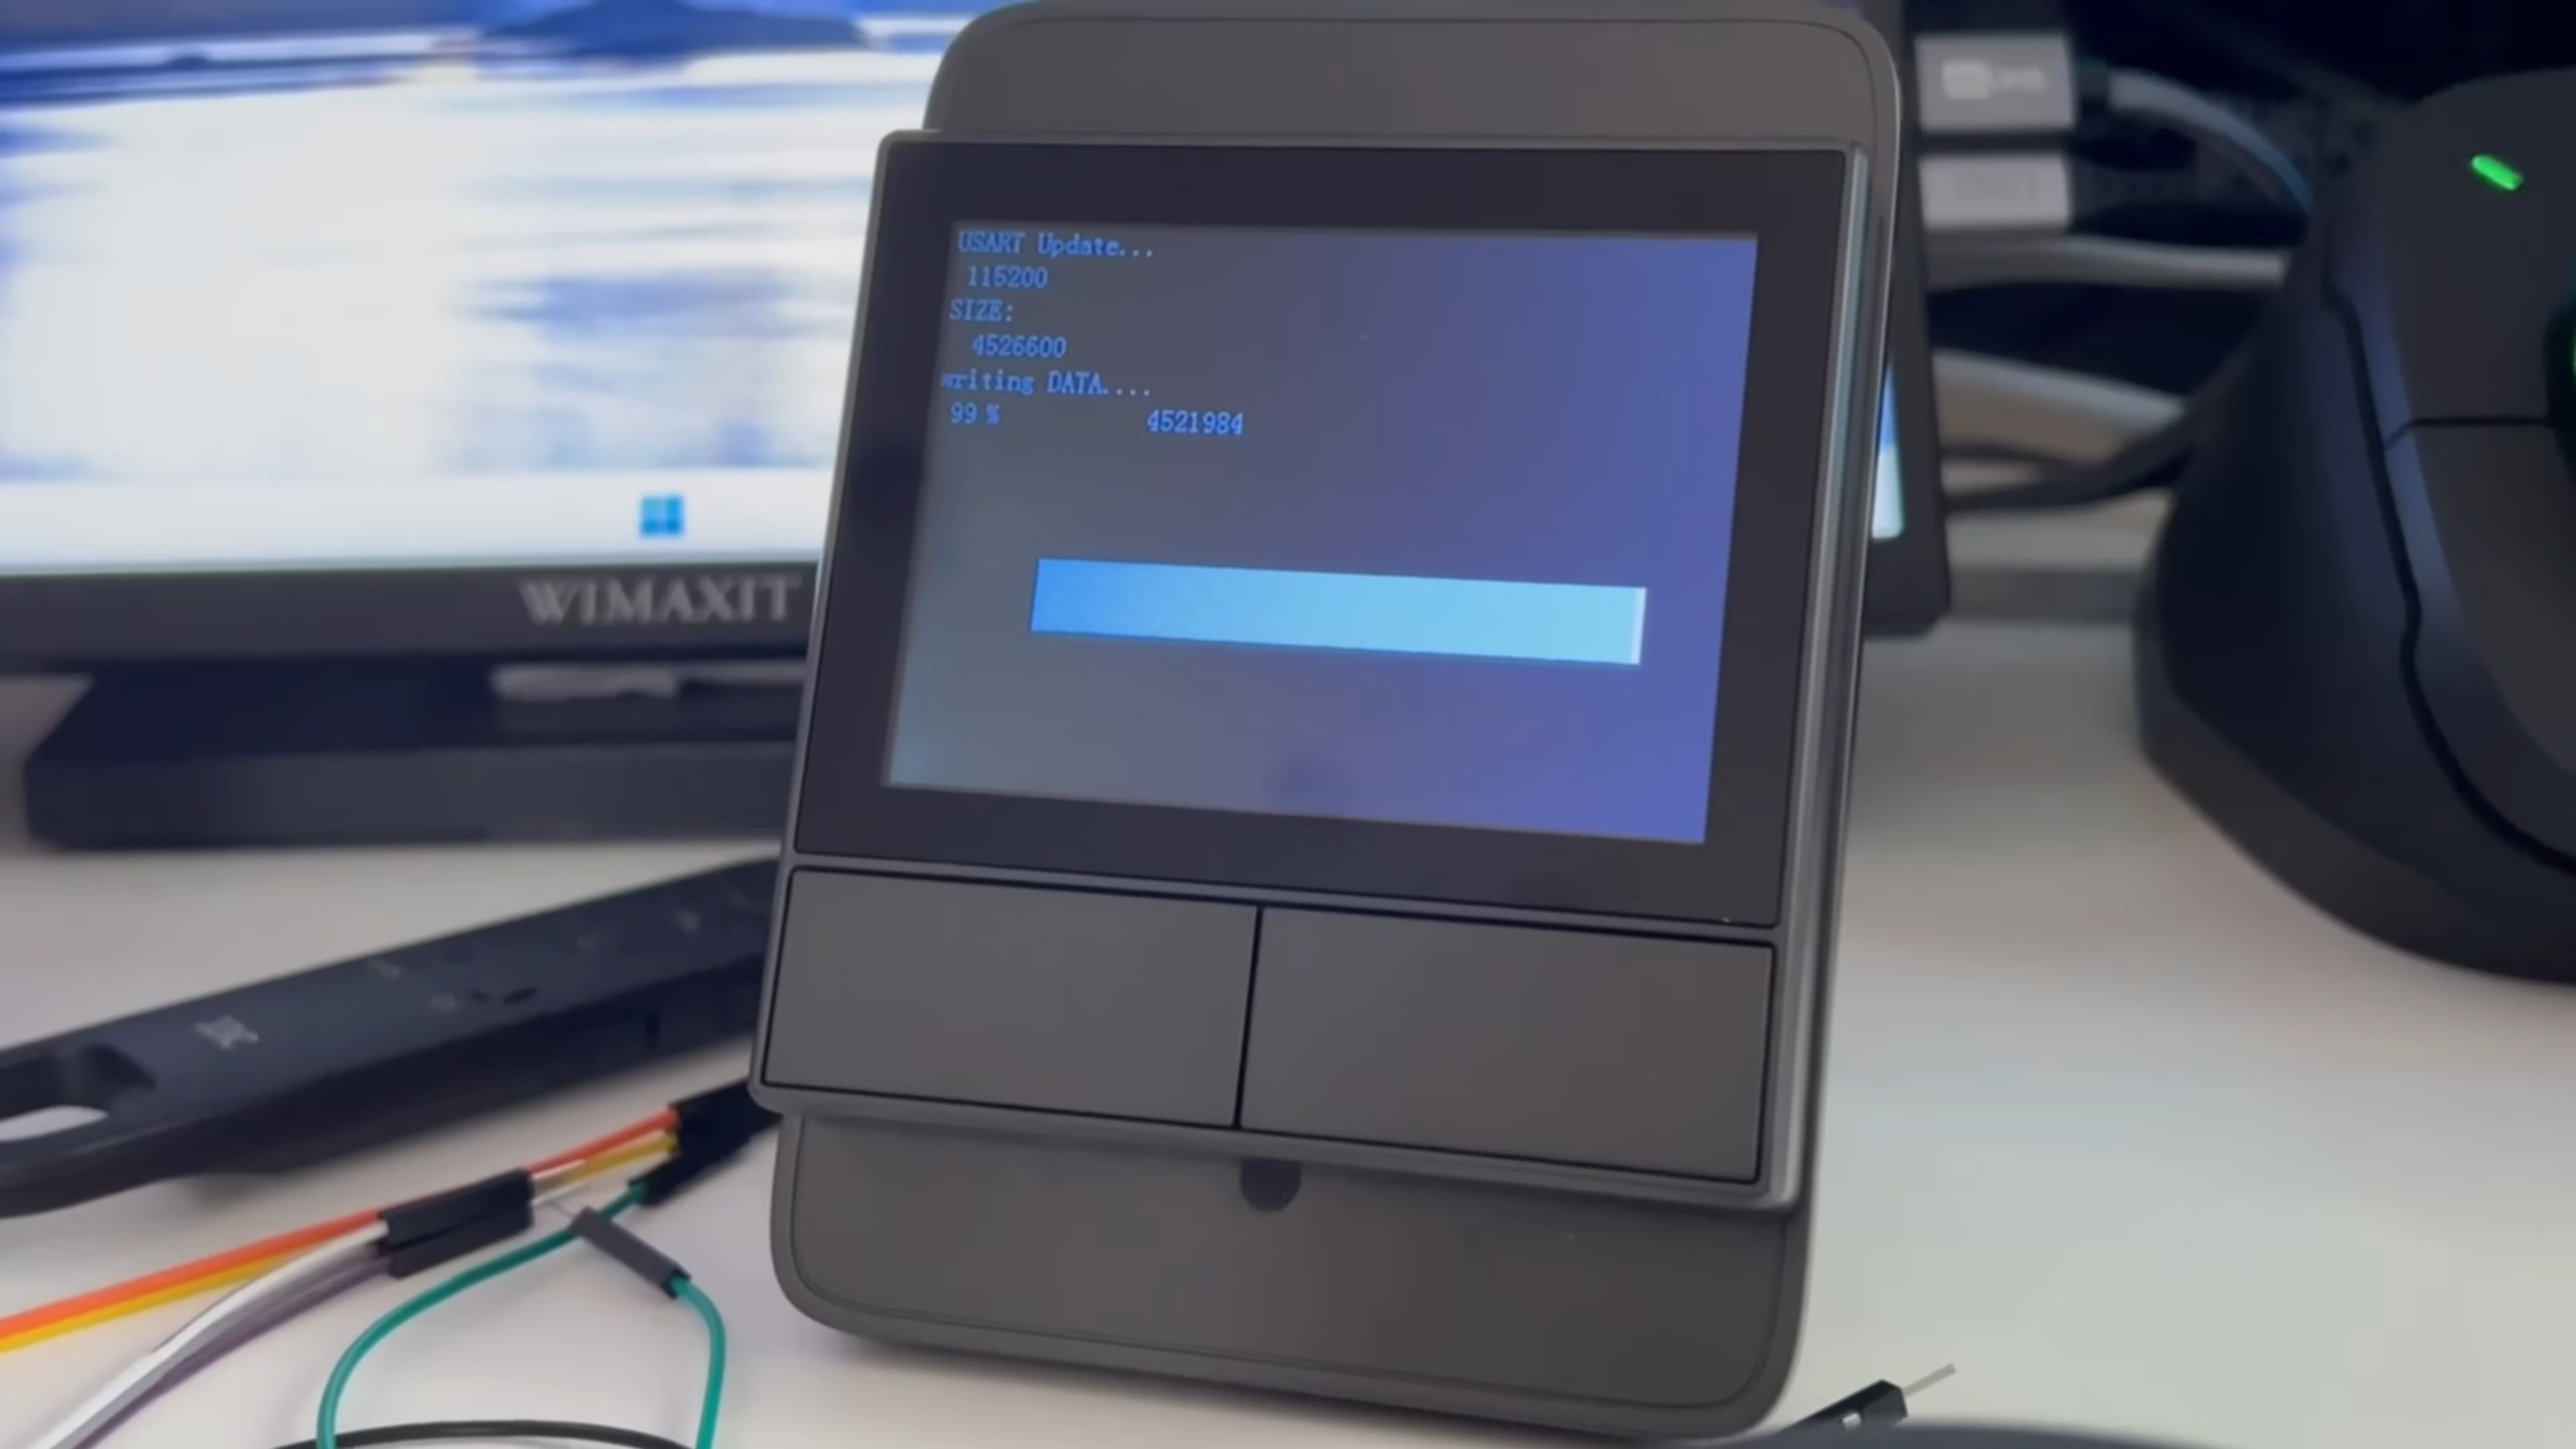 USART Update...
115200
SIZE:
4526600
writing DATA....
99 % 4521984
WIMAXIT